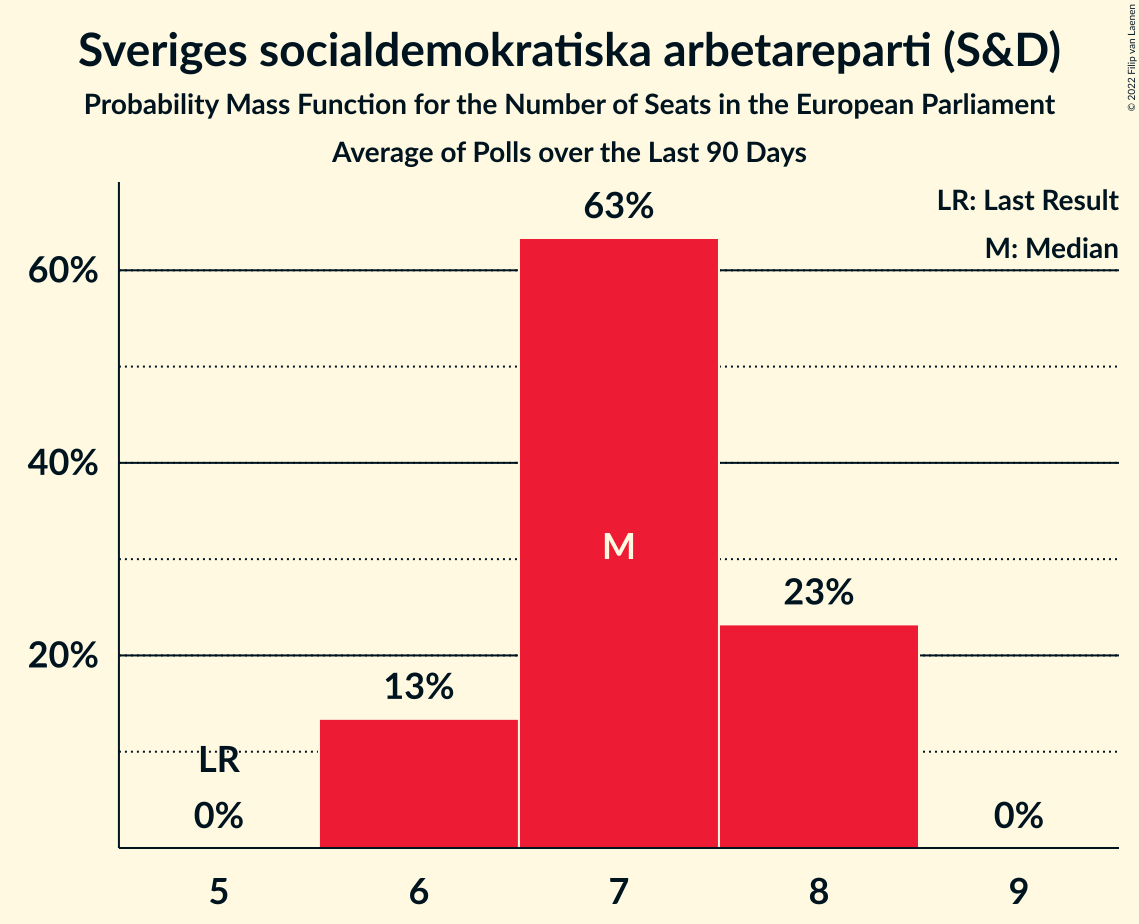 Sveriges socialdemokratiska arbetareparti (S&D)
Probability Mass Function for the Number of Seats in the European Parliament
Average of Polls over the Last 90 Days
© 2022 Filip van Laenen
LR: Last Result
M: Median
63%
60%
40%
M
23%
20%
13%
LR
0%
0%
5 6 7 8 9